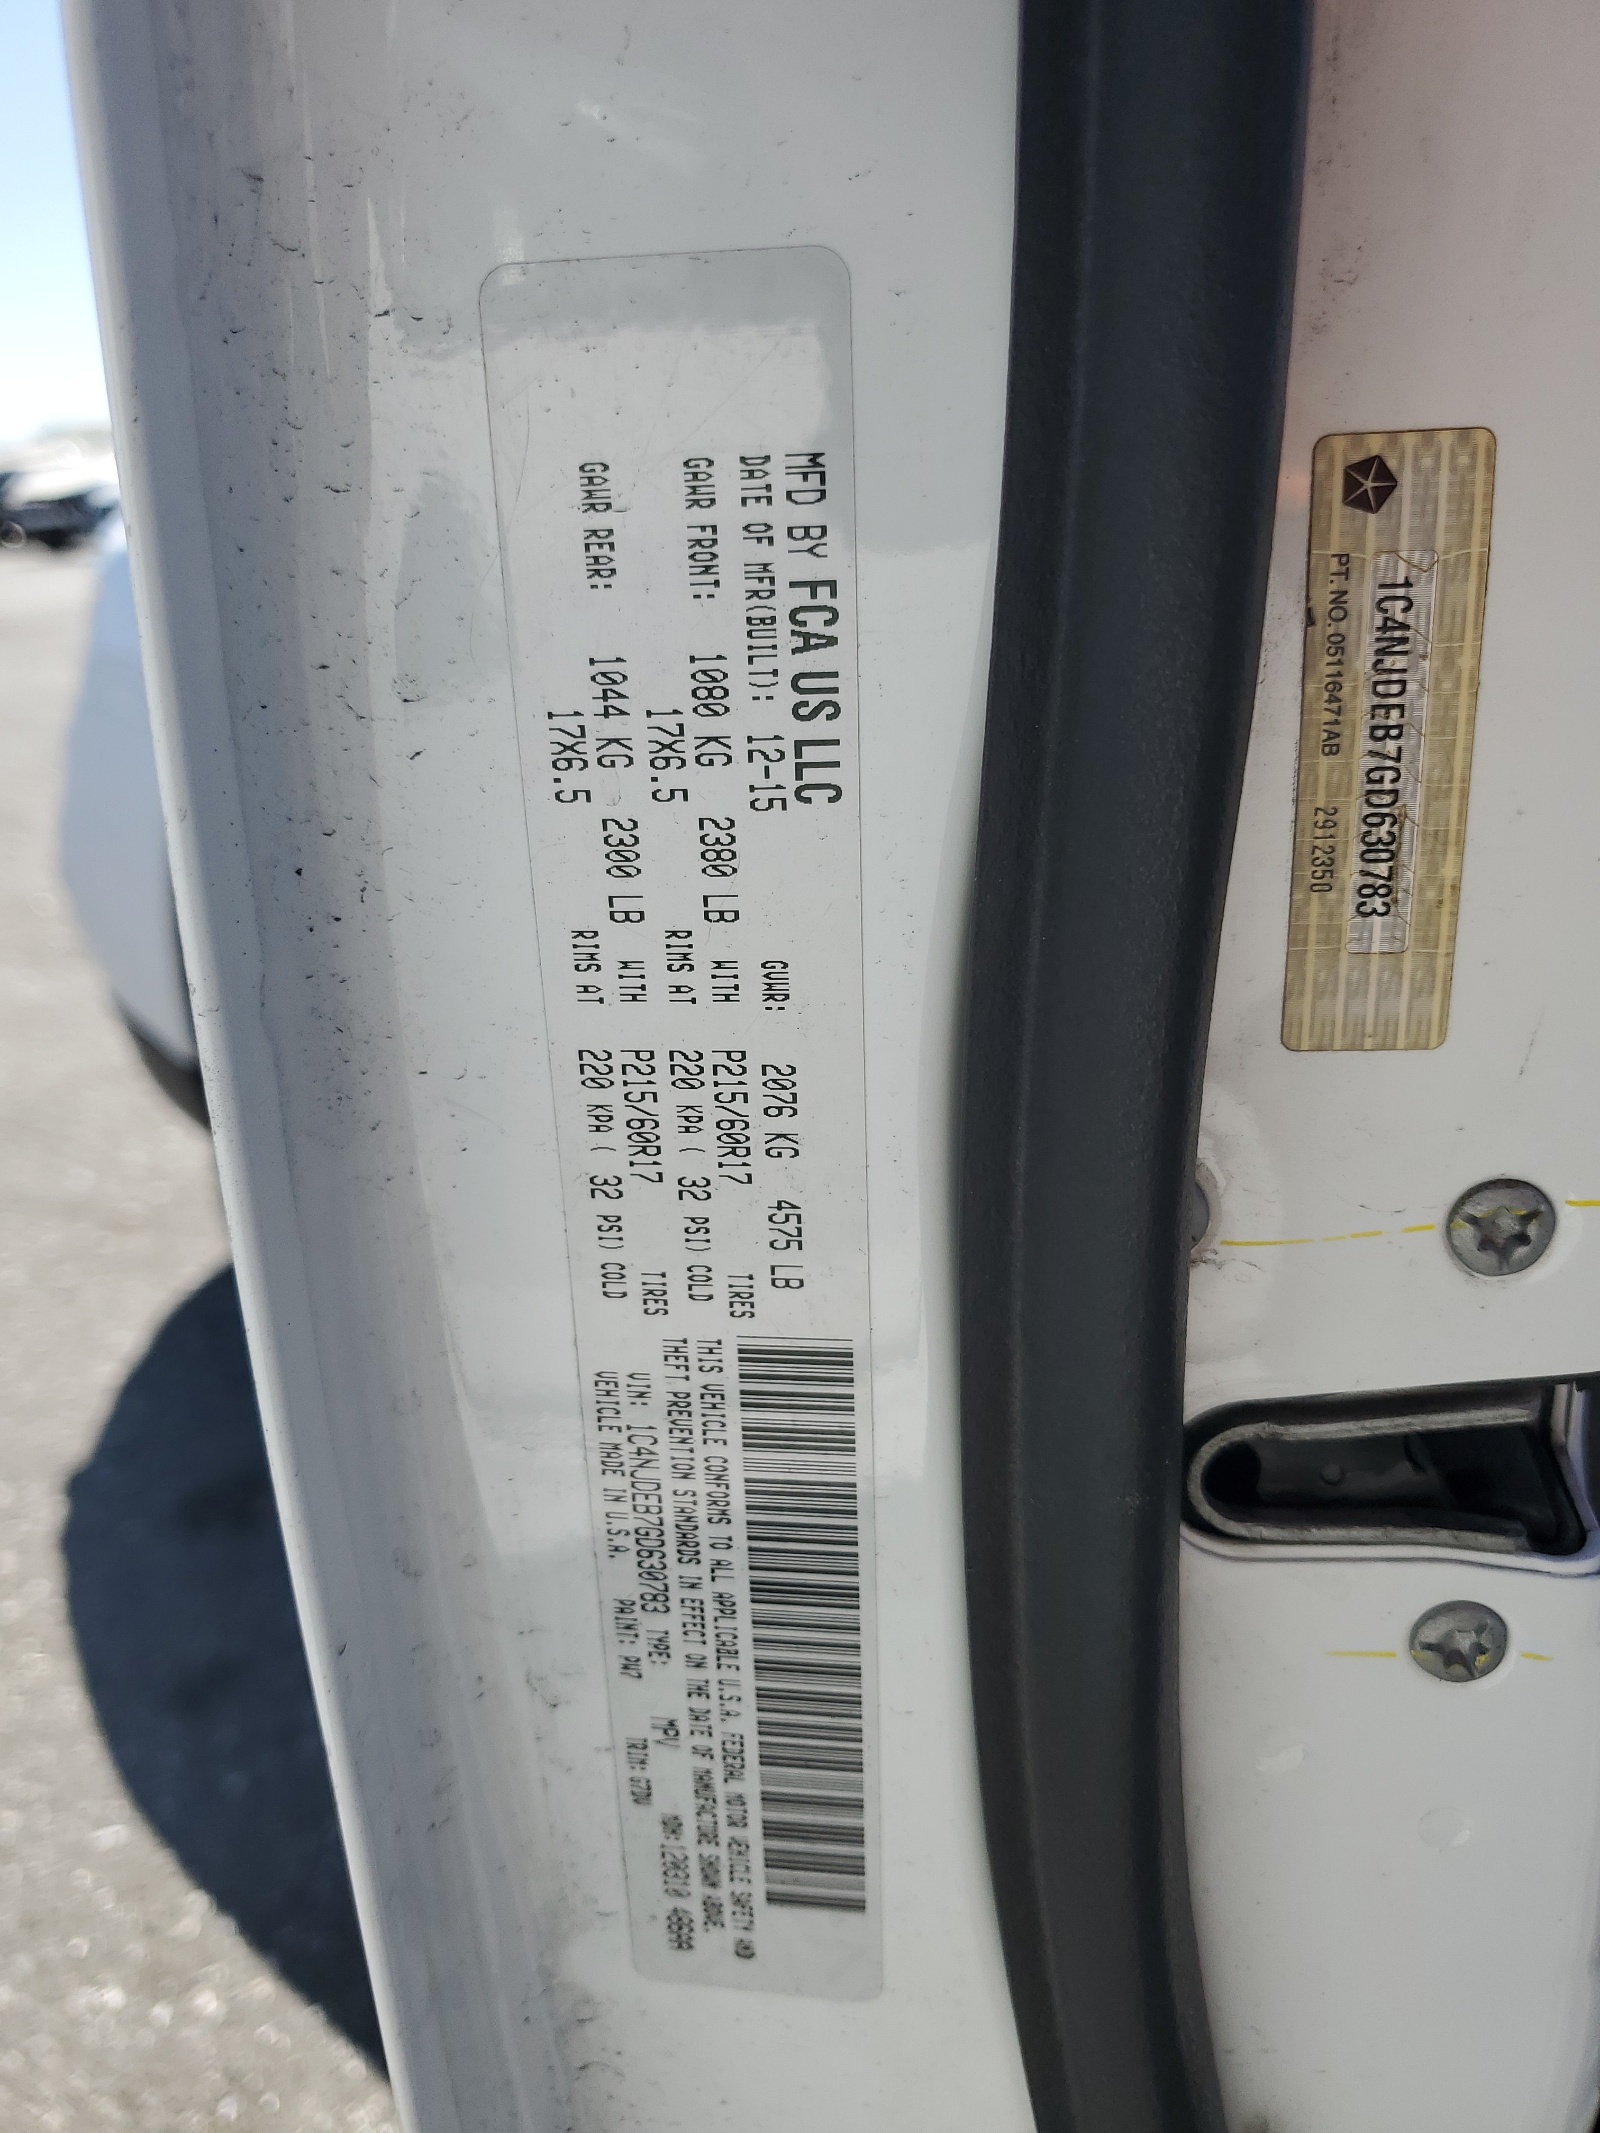 MFD BY FCA US LLC
DATE OF MFR(BUILT): 12-15 GVWR: 2076 KG 4575 LB
GAWR FRONT: 1080 KG 2380 LB WITH P215/60R17 TIRES
17X6.5 RIMS AT 220 KPA ( 32 PSI) COLD
GAWR REAR: 1044 KG 2300 LB WITH P215/60R17 TIRES
17X6.5 RIMS AT 220 KPA ( 32 PSI) COLD
THIS VEHICLE CONFORMS TO ALL APPLICABLE U.S.A. FEDERAL MOTOR VEHICLE SAFETY AND
THEFT PREVENTION STANDARDS IN EFFECT ON THE DATE OF MANUFACTURE SHOWN ABOVE.
VIN: 1C4NJDEB7GD630783 TYPE: MPV MDH: 120310
VEHICLE MADE IN U.S.A. PAINT: PW7 TRIM:
1C4NJDEB7GD630783
PT. NO. 05116471AB 2912350